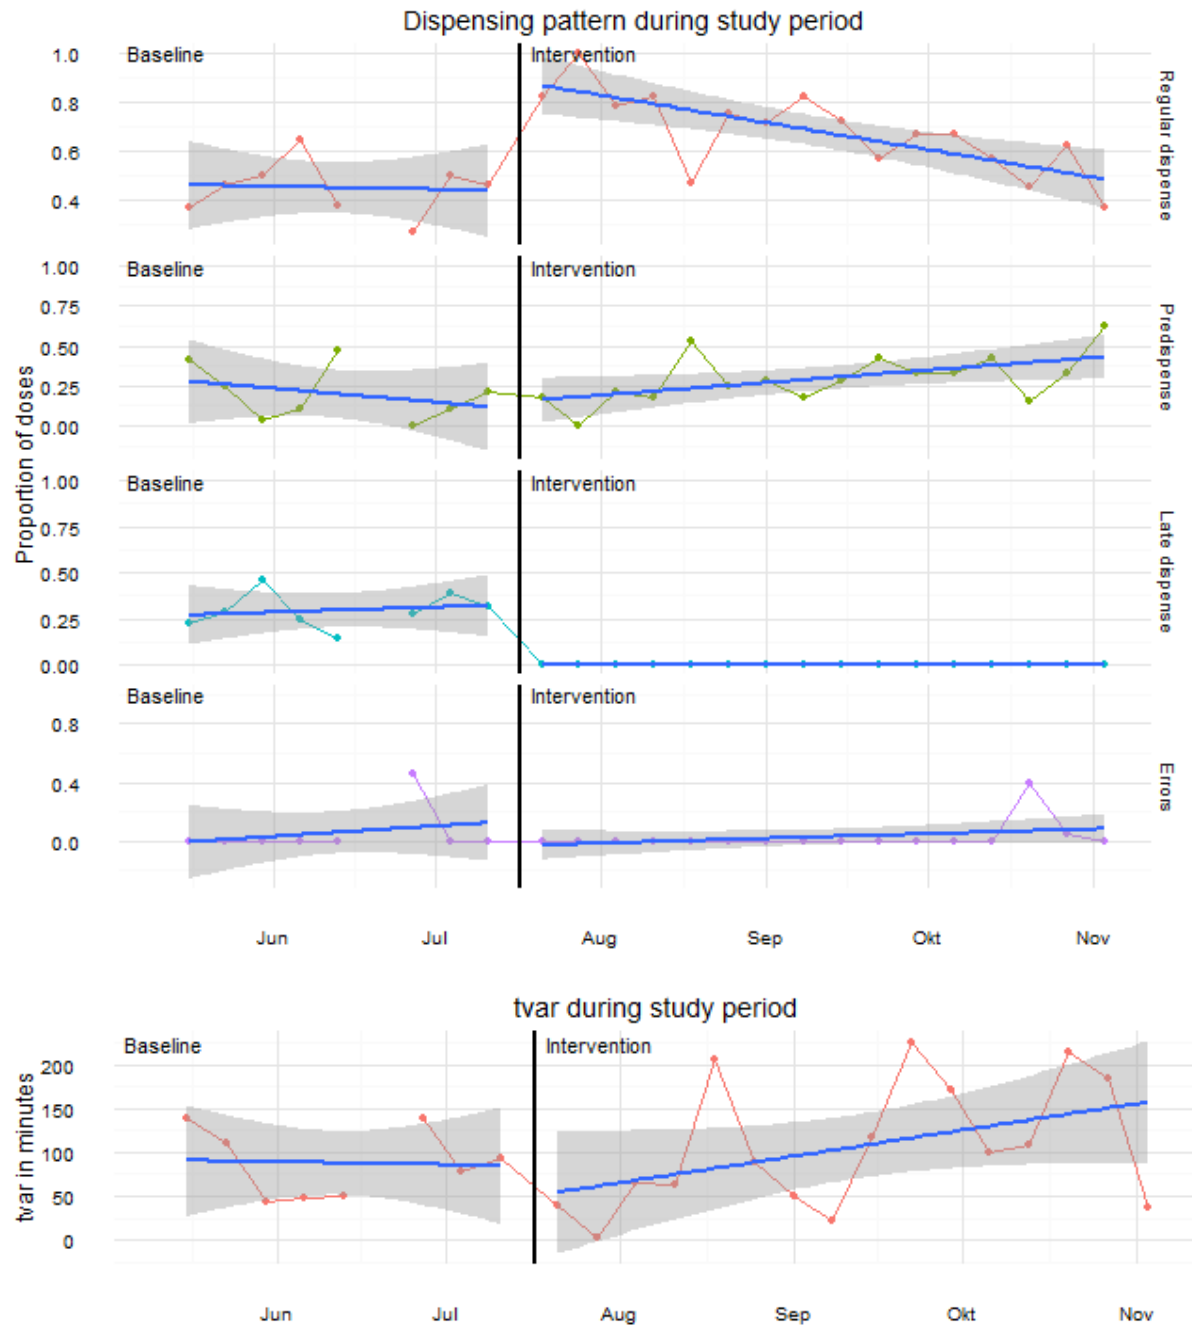 Dispensing pattern during study period
Proportion of doses
Baseline
Intervention
1.0
0.8
0.6
0.4
Regular dispense
Baseline
Intervention
1.00
0.75
0.50
0.25
0.00
Predispense
Baseline
Intervention
1.00
0.75
0.50
0.25
0.00
Late dispense
Baseline
Intervention
0.8
0.4
0.0
Errors
Jun Jul Aug Sep Okt Nov
tvar during study period
tvar in minutes
Baseline
Intervention
200
150
100
50
0
Jun Jul Aug Sep Okt Nov